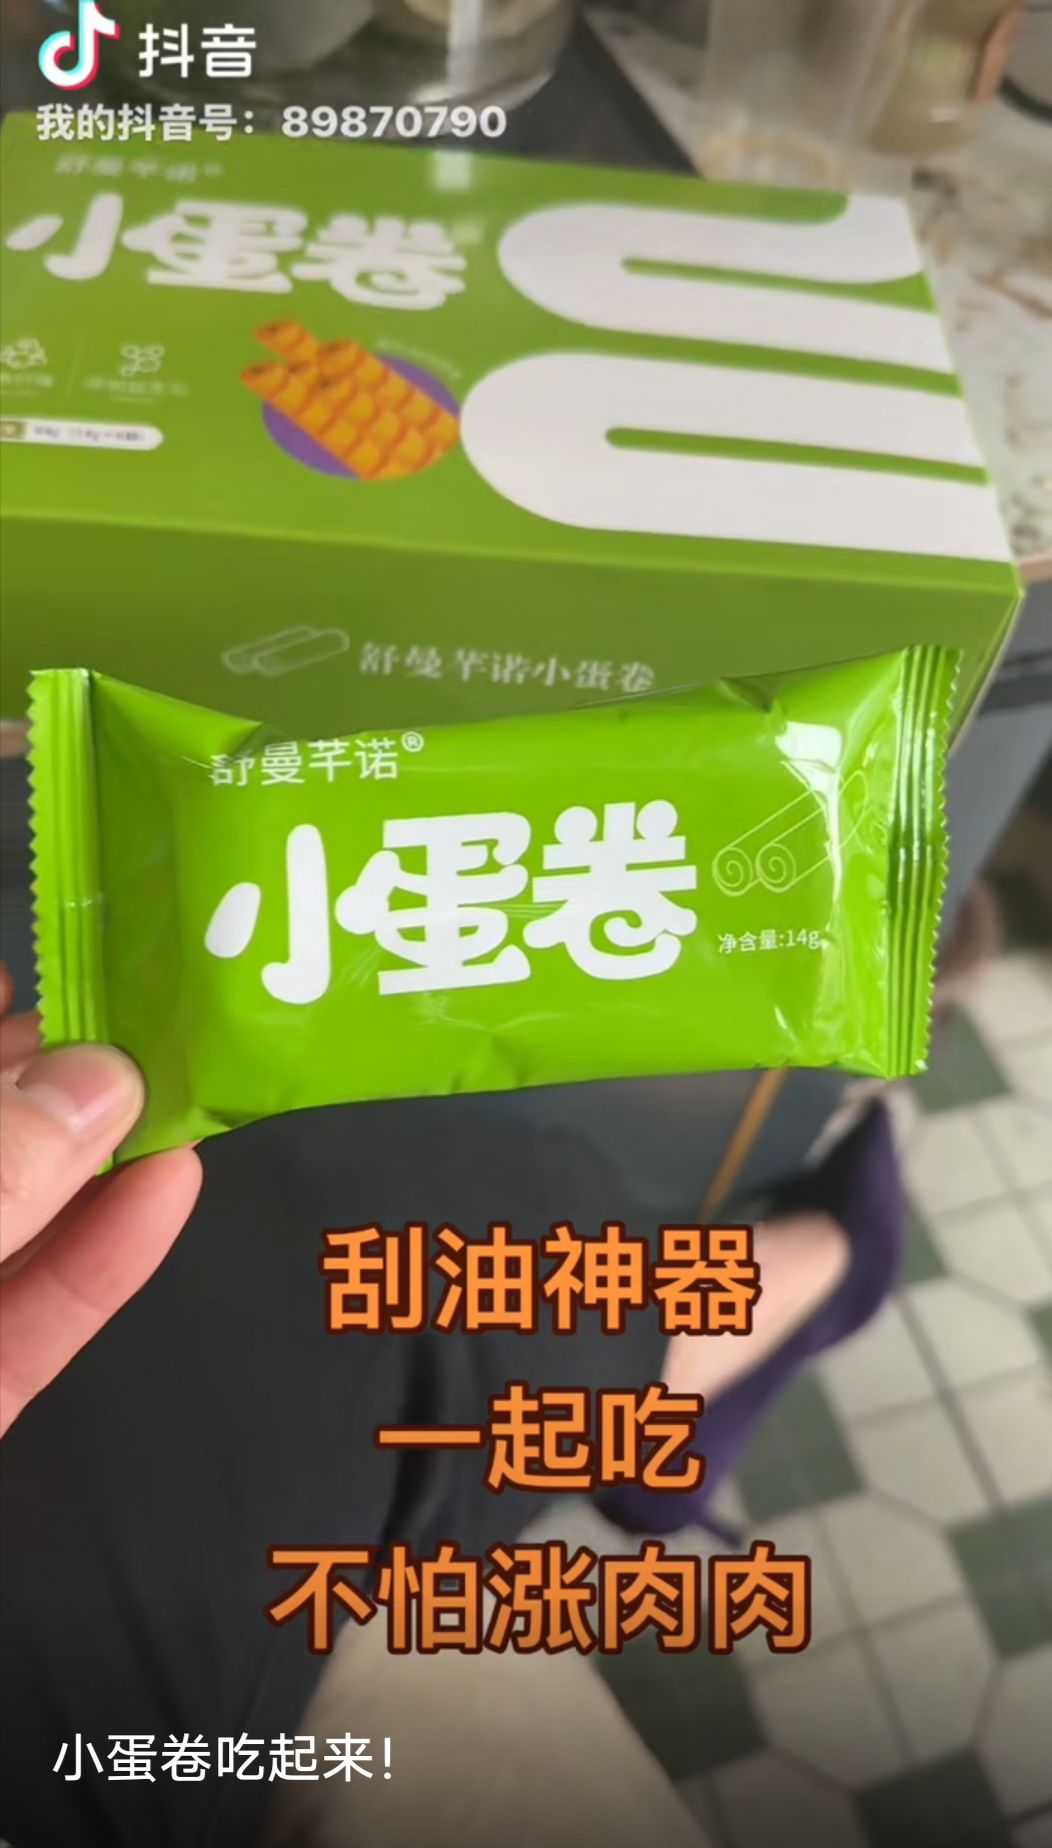 抖音
我的抖音号：89870790
舒曼芊诺
小蛋卷
舒曼芊诺小蛋卷
舒曼芊诺®
小蛋卷
净含量:14g
刮油神器
一起吃
不怕涨肉肉
小蛋卷吃起来！